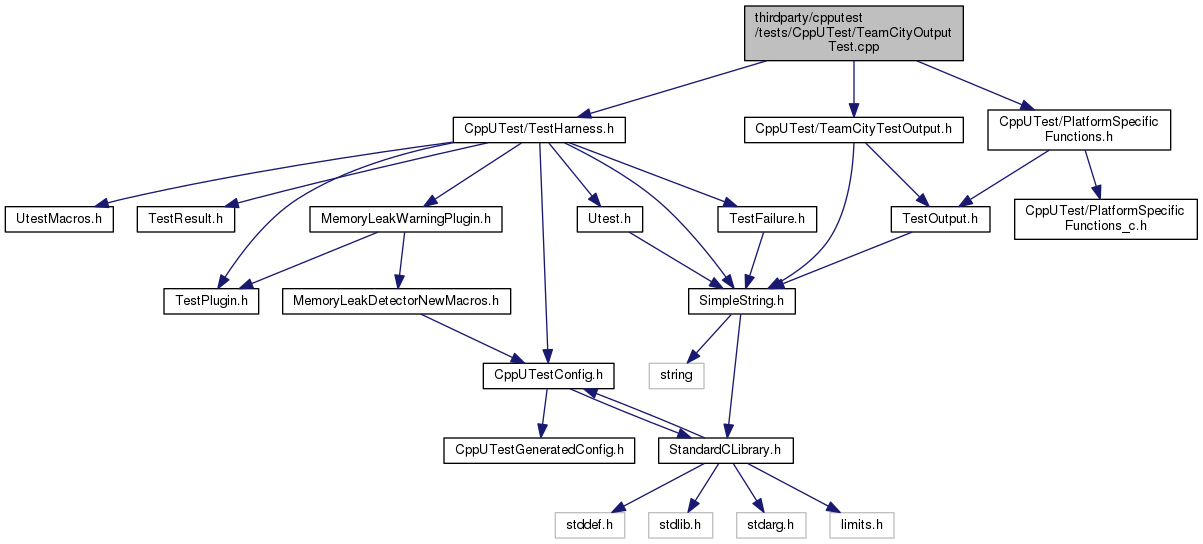 thirdparty/cpputest
/tests/CppUTest/TeamCityOutput
Test.cpp
CppUTest/TestHarness.h
CppUTest/TeamCityTestOutput.h
CppUTest/PlatformSpecific
Functions.h
UtestMacros.h
TestResult.h
MemoryLeakWarningPlugin.h
Utest.h
TestFailure.h
TestOutput.h
CppUTest/PlatformSpecific
Functions_c.h
TestPlugin.h
MemoryLeakDetectorNewMacros.h
SimpleString.h
CppUTestConfig.h
string
CppUTestGeneratedConfig.h
StandardCLibrary.h
stddef.h
stdlib.h
stdarg.h
limits.h